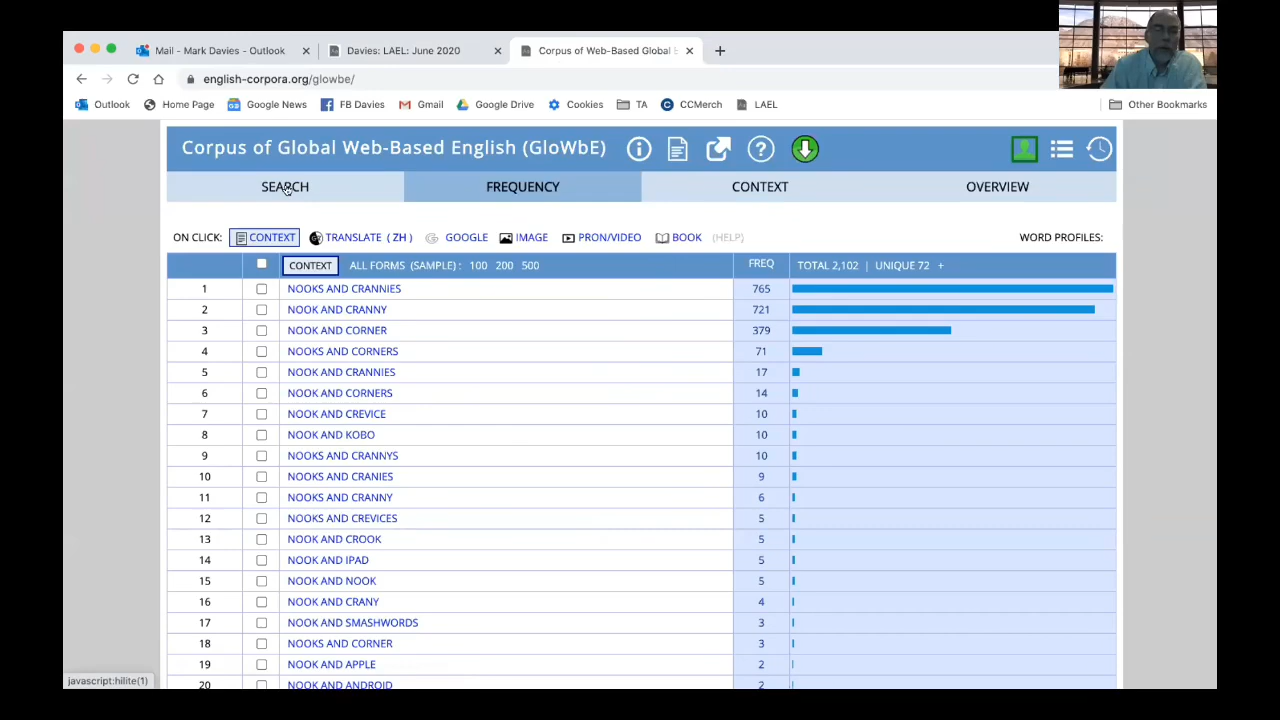 Mail - Mark Davies - Outlook Davies: LAEL: June 2020 Corpus of Web-Based Global E
english-corpora.org/glowbe/
Outlook Home Page Google News FB Davies Gmail Google Drive Cookies TA CCMerch LAEL Other Bookmarks
Corpus of Global Web-Based English (GloWbE)
SEARCH FREQUENCY CONTEXT OVERVIEW
ON CLICK: CONTEXT TRANSLATE (ZH) GOOGLE IMAGE PRON/VIDEO BOOK (HELP) WORD PROFILES:
CONTEXT ALL FORMS (SAMPLE): 100 200 500 FREQ TOTAL 2,102 | UNIQUE 72 +
1 NOOKS AND CRANNIES 765
2 NOOK AND CRANNY 721
3 NOOK AND CORNER 379
4 NOOKS AND CORNERS 71
5 NOOK AND CRANNIES 17
6 NOOK AND CORNERS 14
7 NOOK AND CREVICE 10
8 NOOK AND KOBO 10
9 NOOKS AND CRANNYS 10
10 NOOKS AND CRANIES 9
11 NOOKS AND CRANNY 6
12 NOOKS AND CREVICES 5
13 NOOK AND CROOK 5
14 NOOK AND IPAD 5
15 NOOK AND NOOK 5
16 NOOK AND CRANY 4
17 NOOK AND SMASHWORDS 3
18 NOOKS AND CORNER 3
19 NOOK AND APPLE 2
20 NOOK AND ANDROID 2
javascript:hilite(1)